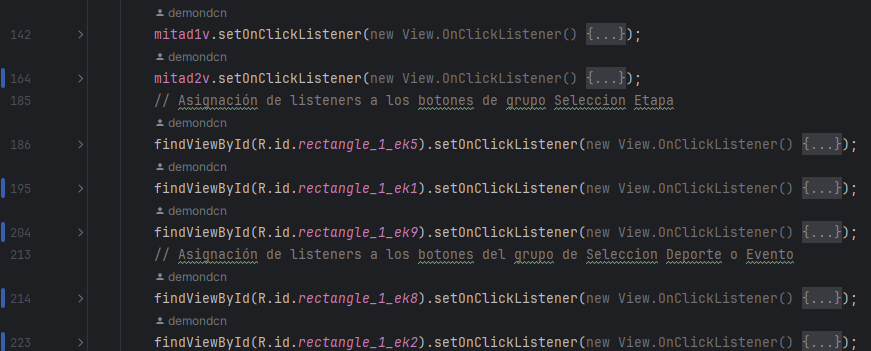 demondcn
142 mitad1v.setOnClickListener(new View.OnClickListener() {...});
demondcn
164 mitad2v.setOnClickListener(new View.OnClickListener() {...});
185 // Asignación de listeners a los botones de grupo Seleccion Etapa
demondcn
186 findViewById(R.id.rectangle_1_ek5).setOnClickListener(new View.OnClickListener() {...});
demondcn
195 findViewById(R.id.rectangle_1_ek1).setOnClickListener(new View.OnClickListener() {...});
demondcn
204 findViewById(R.id.rectangle_1_ek9).setOnClickListener(new View.OnClickListener() {...});
213 // Asignación de listeners a los botones del grupo de Seleccion Deporte o Evento
demondcn
214 findViewById(R.id.rectangle_1_ek8).setOnClickListener(new View.OnClickListener() {...});
demondcn
223 findViewById(R.id.rectangle_1_ek2).setOnClickListener(new View.OnClickListener() {...});